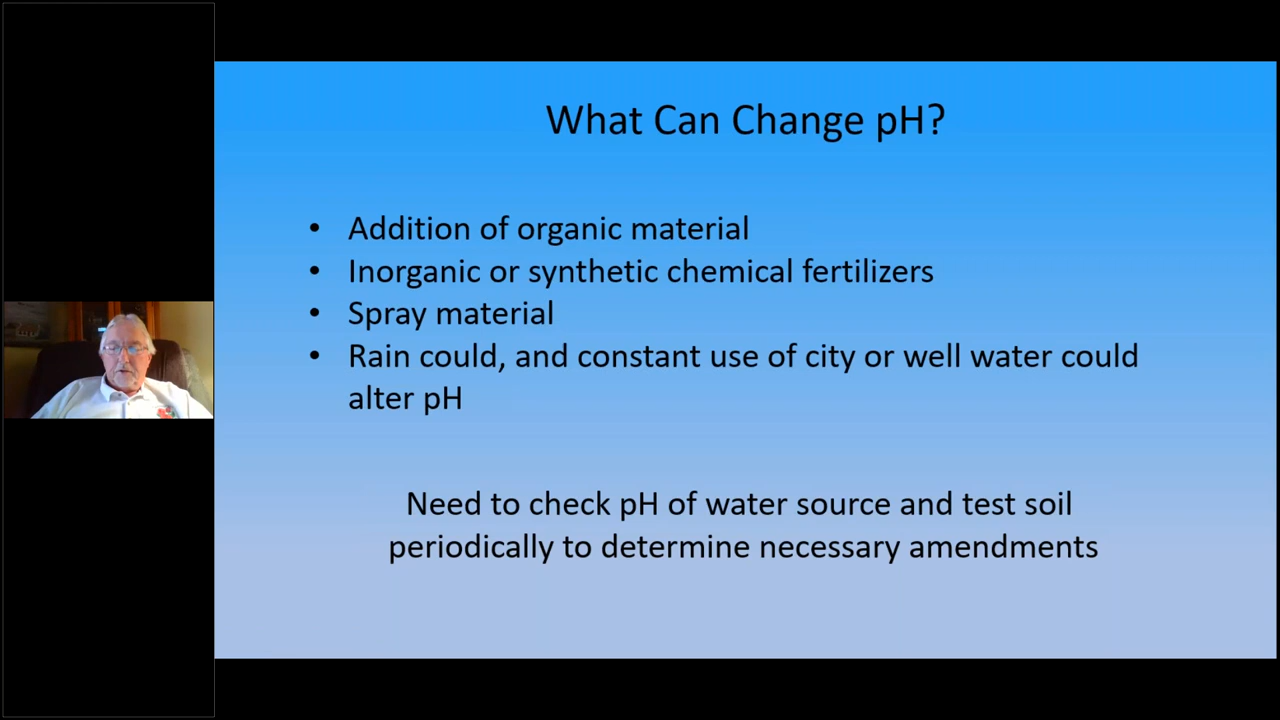 What Can Change pH?
• Addition of organic material
• Inorganic or synthetic chemical fertilizers
• Spray material
• Rain could, and constant use of city or well water could
alter pH
Need to check pH of water source and test soil
periodically to determine necessary amendments